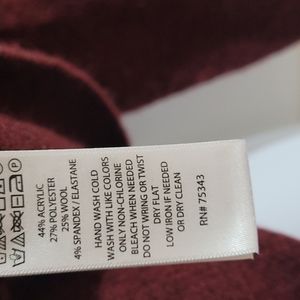 44% ACRYLIC
27% POLYESTER
25% WOOL
4% SPANDEX / ELASTANE
HAND WASH COLD
WASH WITH LIKE COLORS
ONLY NON-CHLORINE
BLEACH WHEN NEEDED
DO NOT WRING OR TWIST
DRY FLAT
LOW IRON IF NEEDED
OR DRY CLEAN
RN# 75343